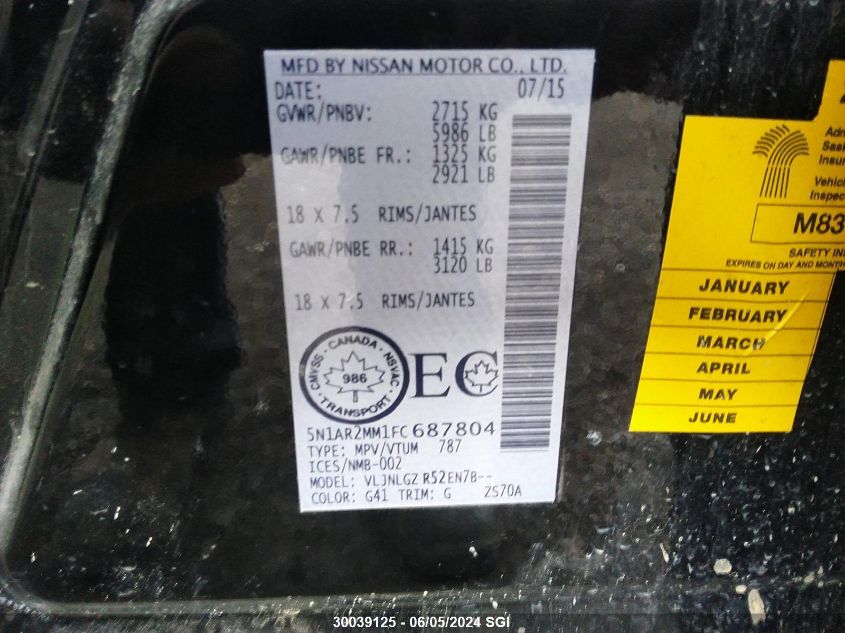 MFD BY NISSAN MOTOR CO., LTD.
DATE: 07/15
GVWR/PNBV: 2715 KG
5986 LB
GAWR/PNBE FR.: 1325 KG
2921 LB
18 X 7.5 RIMS/JANTES
GAWR/PNBE RR.: 1415 KG
3120 LB
18 X 7.5 RIMS/JANTES
CMVSS · CANADA · NSVAC
986
TRANSPORT
EC
5N1AR2MM1FC687804
TYPE: MPV/VTUM 787
ICES/NMB-002
MODEL: VLJNLGZ R52EN7B--
COLOR: G41 TRIM: G ZS70A
M83
SAFETY
EXPIRES ON DAY AND MONTH
JANUARY
FEBRUARY
MARCH
APRIL
MAY
JUNE
30039125 - 06/05/2024 SGI